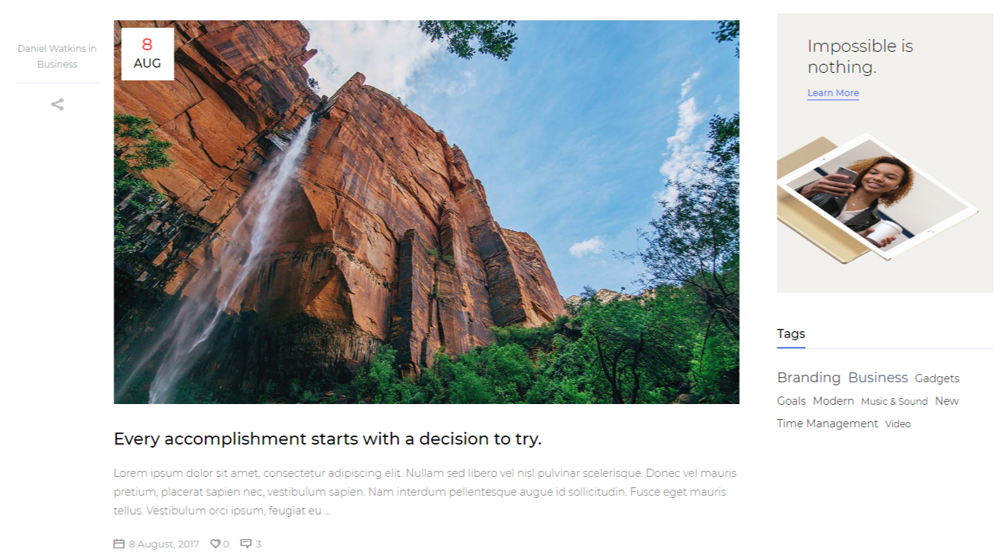 Daniel Watkins in
Business
8
AUG
Every accomplishment starts with a decision to try.
Lorem ipsum dolor sit amet, consectetur adipiscing elit. Nullam sed libero vel nisl pulvinar scelerisque. Donec vel mauris
pretium, placerat sapien nec, vestibulum sapien. Nam interdum pellentesque augue id sollicitudin. Fusce eget mauris
tellus. Vestibulum orci ipsum, feugiat eu ...
8 August, 2017 0 3
Impossible is
nothing.
Learn More
Tags
Branding Business Gadgets
Goals Modern Music & Sound New
Time Management Video